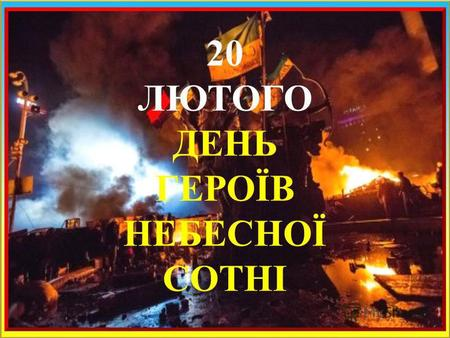 20
ЛЮТОГО
ДЕНЬ
ГЕРОЇВ
НЕБЕСНОЇ
СОТНІ